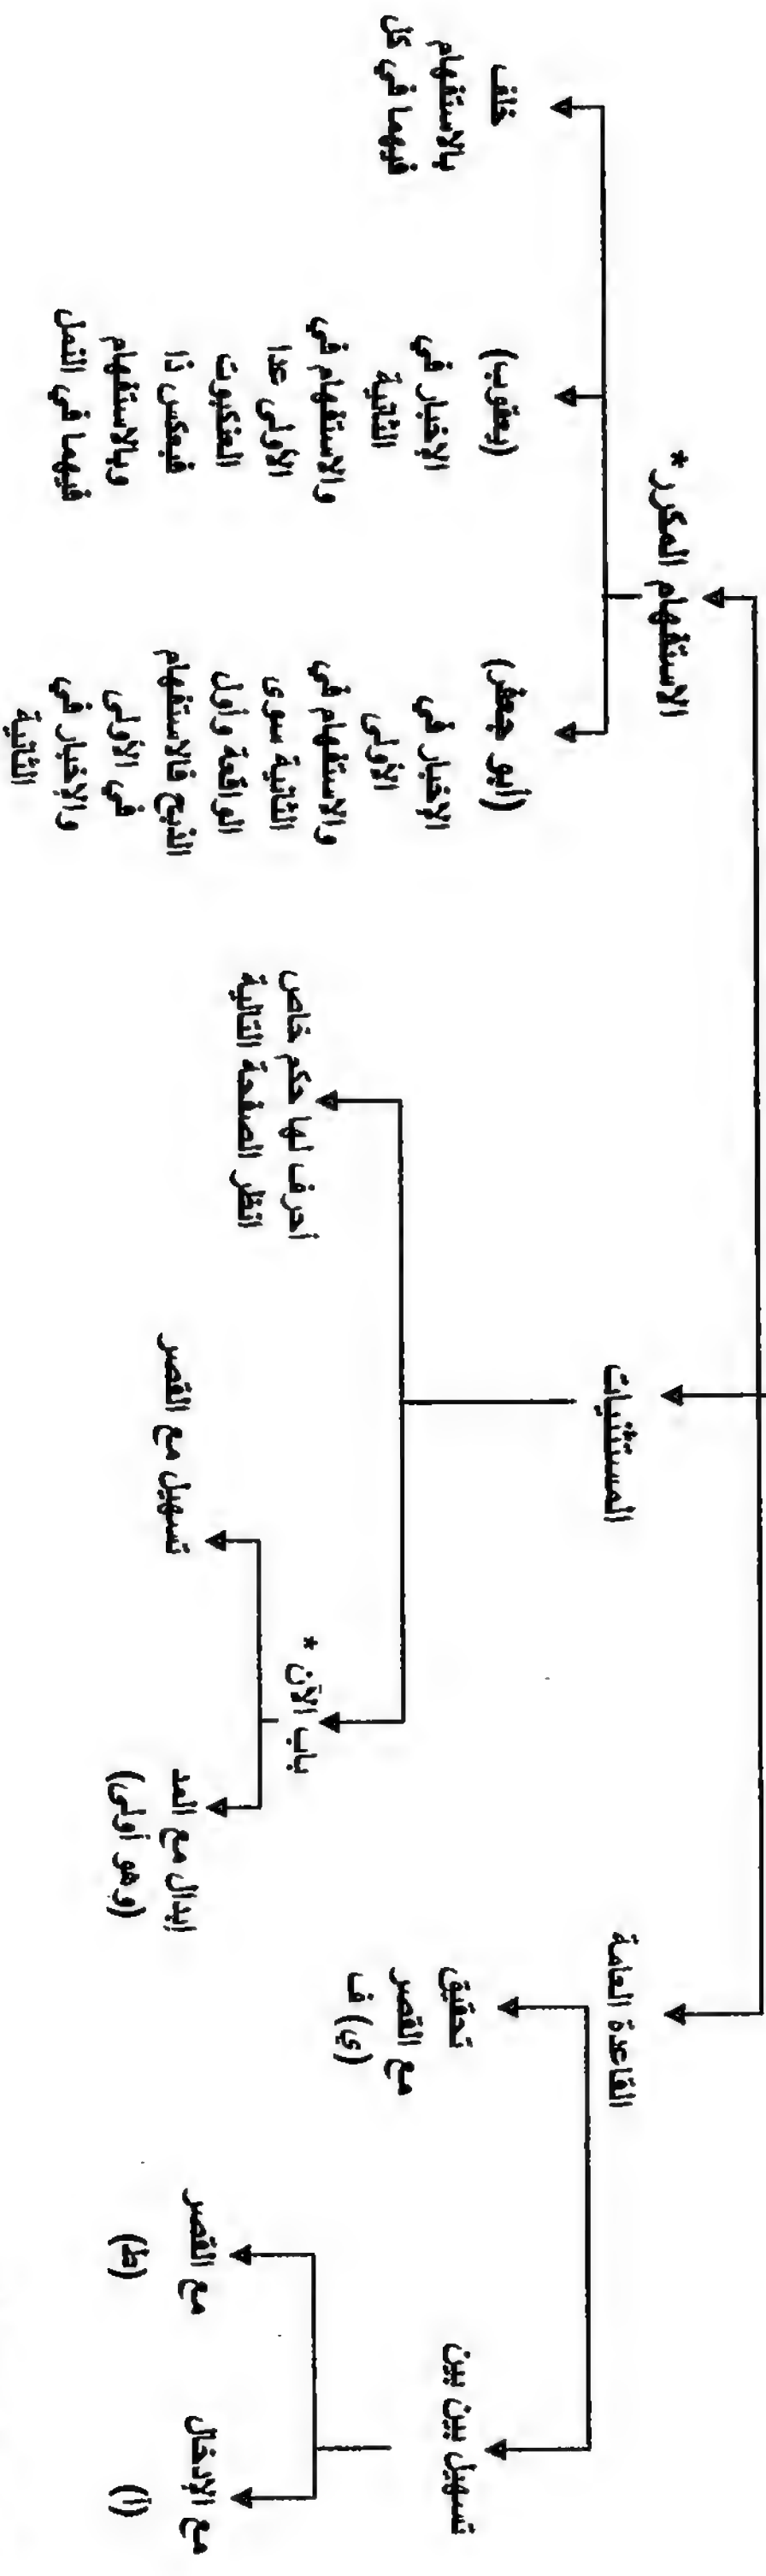 القاعدة العامة
تسهيل بين بين
مع الإدخال
(أ)
مع القصر
(ط)
تحقيق
مع القصر
(ي) ف
المستثنيات
باب الآن *
إبدال مع المد
(وهو أولى)
تسهيل مع القصر
أحرف لها حكم خاص
انظر الصفحة التالية
الاستفهام المكرر *
(أبو جعفر)
الإخبار في
الأولى
والاستفهام في
الثانية سوى
الواقعة وأول
الذبح فالاستفهام
في الأولى
والإخبار في
الثانية
(يعقوب)
الإخبار في
الثانية
والاستفهام في
الأولى عدا
العنكبوت
فبعكس ذا
وبالاستفهام
فيهما في النمل
خلف
بالاستفهام
فيهما في كل